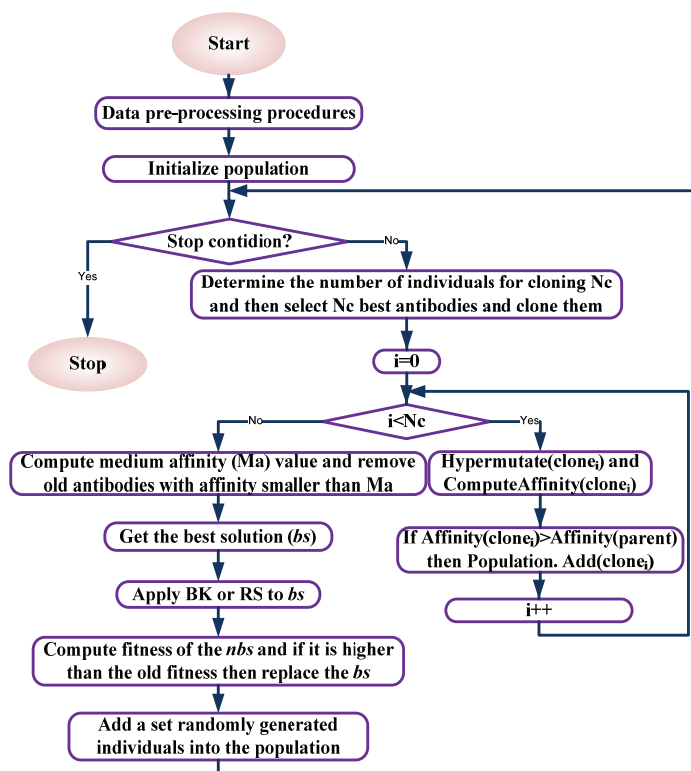 Start
Data pre-processing procedures
Initialize population
Stop contidion?
No
Yes
Determine the number of individuals for cloning Nc
and then select Nc best antibodies and clone them
Stop
i=0
i<Nc
No
Yes
Compute medium affinity (Ma) value and remove
old antibodies with affinity smaller than Ma
Hypermutate(cloneᵢ) and
ComputeAffinity(cloneᵢ)
Get the best solution (bs)
If Affinity(cloneᵢ)>Affinity(parent)
then Population. Add(cloneᵢ)
Apply BK or RS to bs
i++
Compute fitness of the nbs and if it is higher
than the old fitness then replace the bs
Add a set randomly generated
individuals into the population